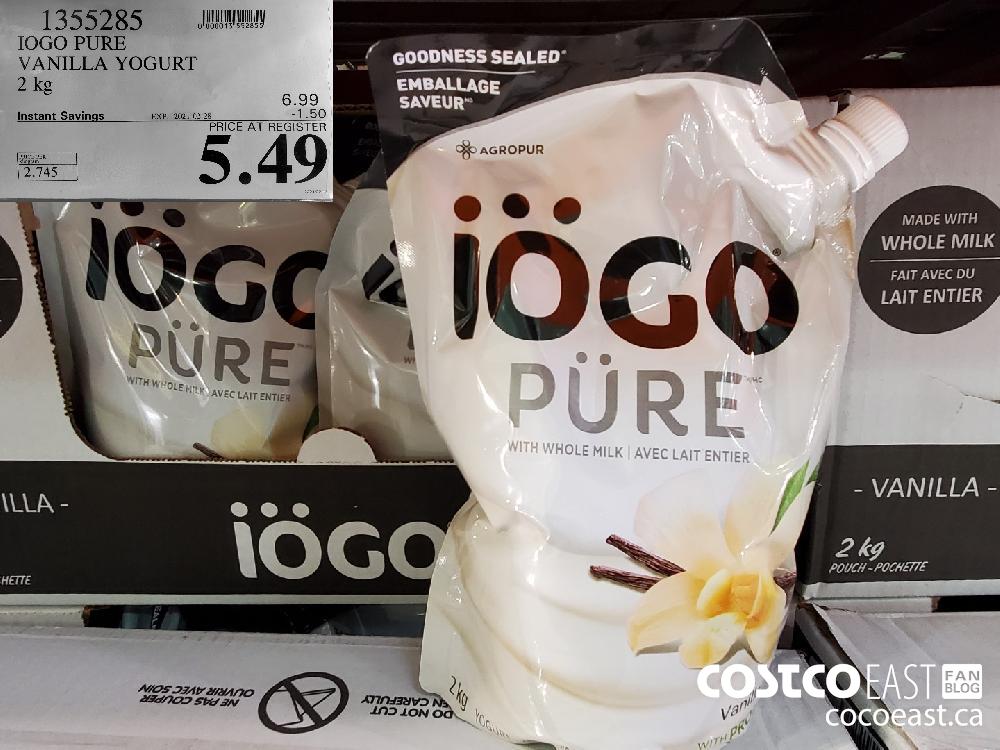 1355285
IOGO PURE
VANILLA YOGURT
2 kg
6.99
Instant Savings
-1.50
PRICE AT REGISTER
5.49
2.745
GOODNESS SEALED
EMBALLAGE
SAVEUR
AGROPUR
iögo
PÜRE
WITH WHOLE MILK | AVEC LAIT ENTIER
2 kg
iögo
PÜRE
WITH WHOLE MILK | AVEC LAIT ENTIER
MADE WITH
WHOLE MILK
FAIT AVEC DU
LAIT ENTIER
ILLA -
iögo
- VANILLA -
2 kg
POUCH - POCHETTE
HETTE
DO NOT CUT
NE PAS COUPER
OUVRIR AVEC SOIN
COSTCO EAST FAN
BLOG
cocoeast.ca